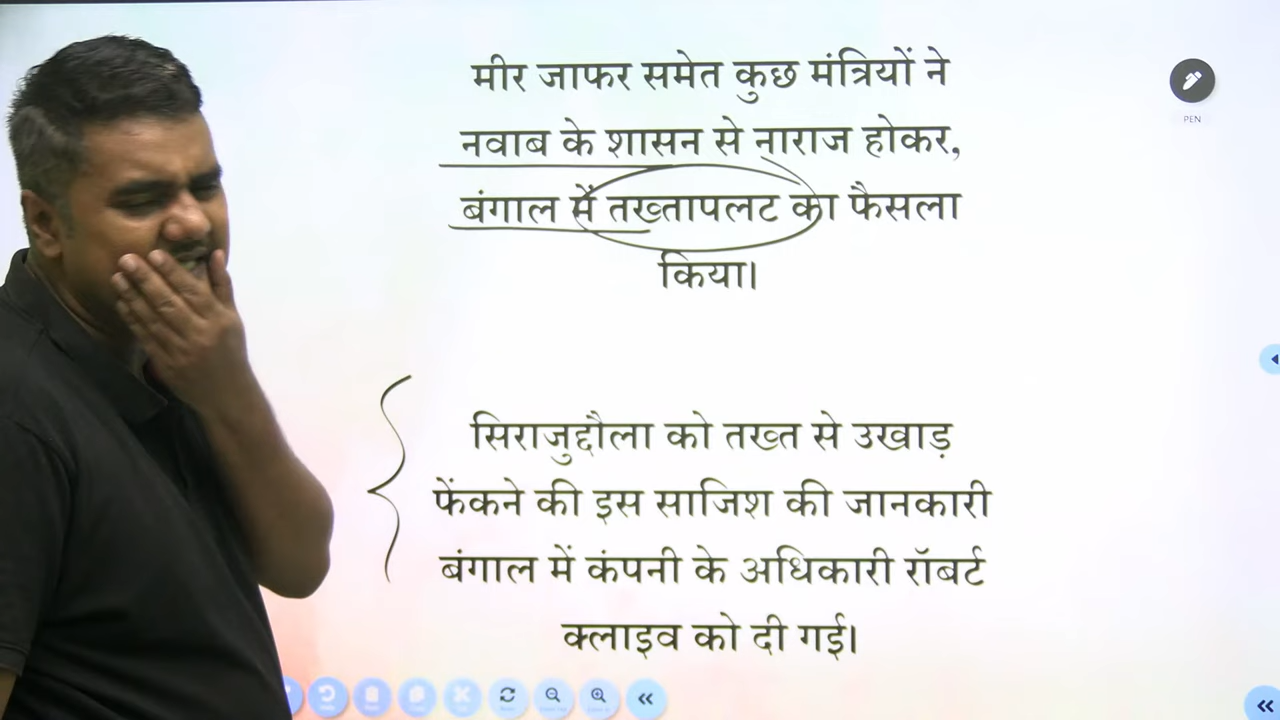 मीर जाफर समेत कुछ मंत्रियों ने
नवाब के शासन से नाराज होकर,
बंगाल में तख्तापलट का फैसला
किया।
PEN
सिराजुद्दौला को तख्त से उखाड़
फेंकने की इस साजिश की जानकारी
बंगाल में कंपनी के अधिकारी रॉबर्ट
क्लाइव को दी गई।